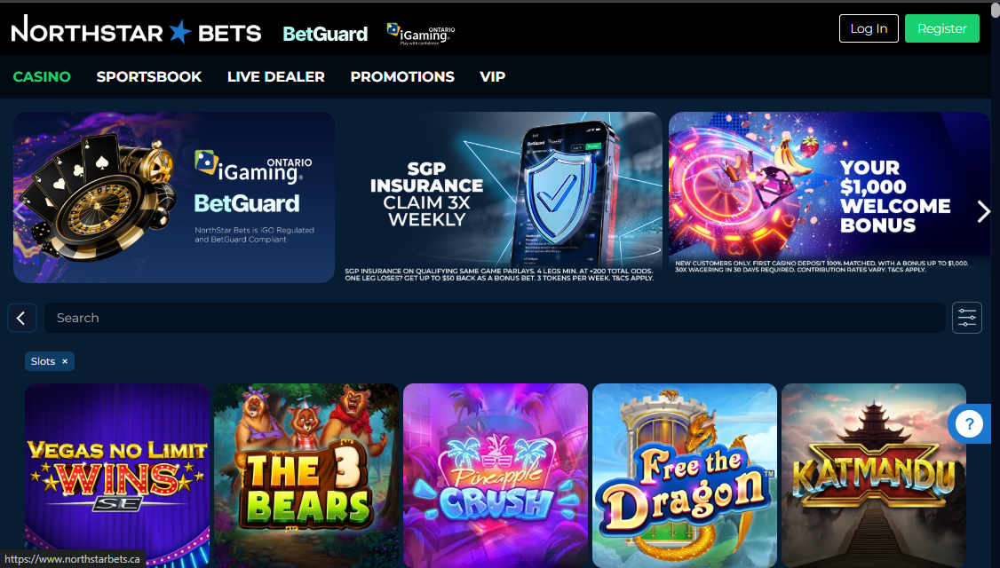 NORTHSTAR BETS
BetGuard
iGaming ONTARIO
Play with confidence
Log In
Register
CASINO
SPORTSBOOK
LIVE DEALER
PROMOTIONS
VIP
iGaming ONTARIO
BetGuard
NorthStar Bets is iGO Regulated
and BetGuard Compliant
SGP
INSURANCE
CLAIM 3X
WEEKLY
SGP INSURANCE ON QUALIFYING SAME GAME PARLAYS. 4 LEGS MIN. AT +200 TOTAL ODDS.
ONE LEG LOSES? GET UP TO $50 BACK AS A BONUS BET. 3 TOKENS PER WEEK. T&CS APPLY.
YOUR
$1,000
WELCOME
BONUS
NEW CUSTOMERS ONLY. FIRST CASINO DEPOSIT 100% MATCHED. WITH A BONUS UP TO $1,000.
30X WAGERING IN 30 DAYS REQUIRED. CONTRIBUTION RATES VARY. T&CS APPLY.
Search
Slots ×
VEGAS NO LIMIT
WINS
SE
THE 3
BEARS
Pineapple
CRUSH
Free the
Dragon™
KATMANDU
X
?
https://www.northstarbets.ca